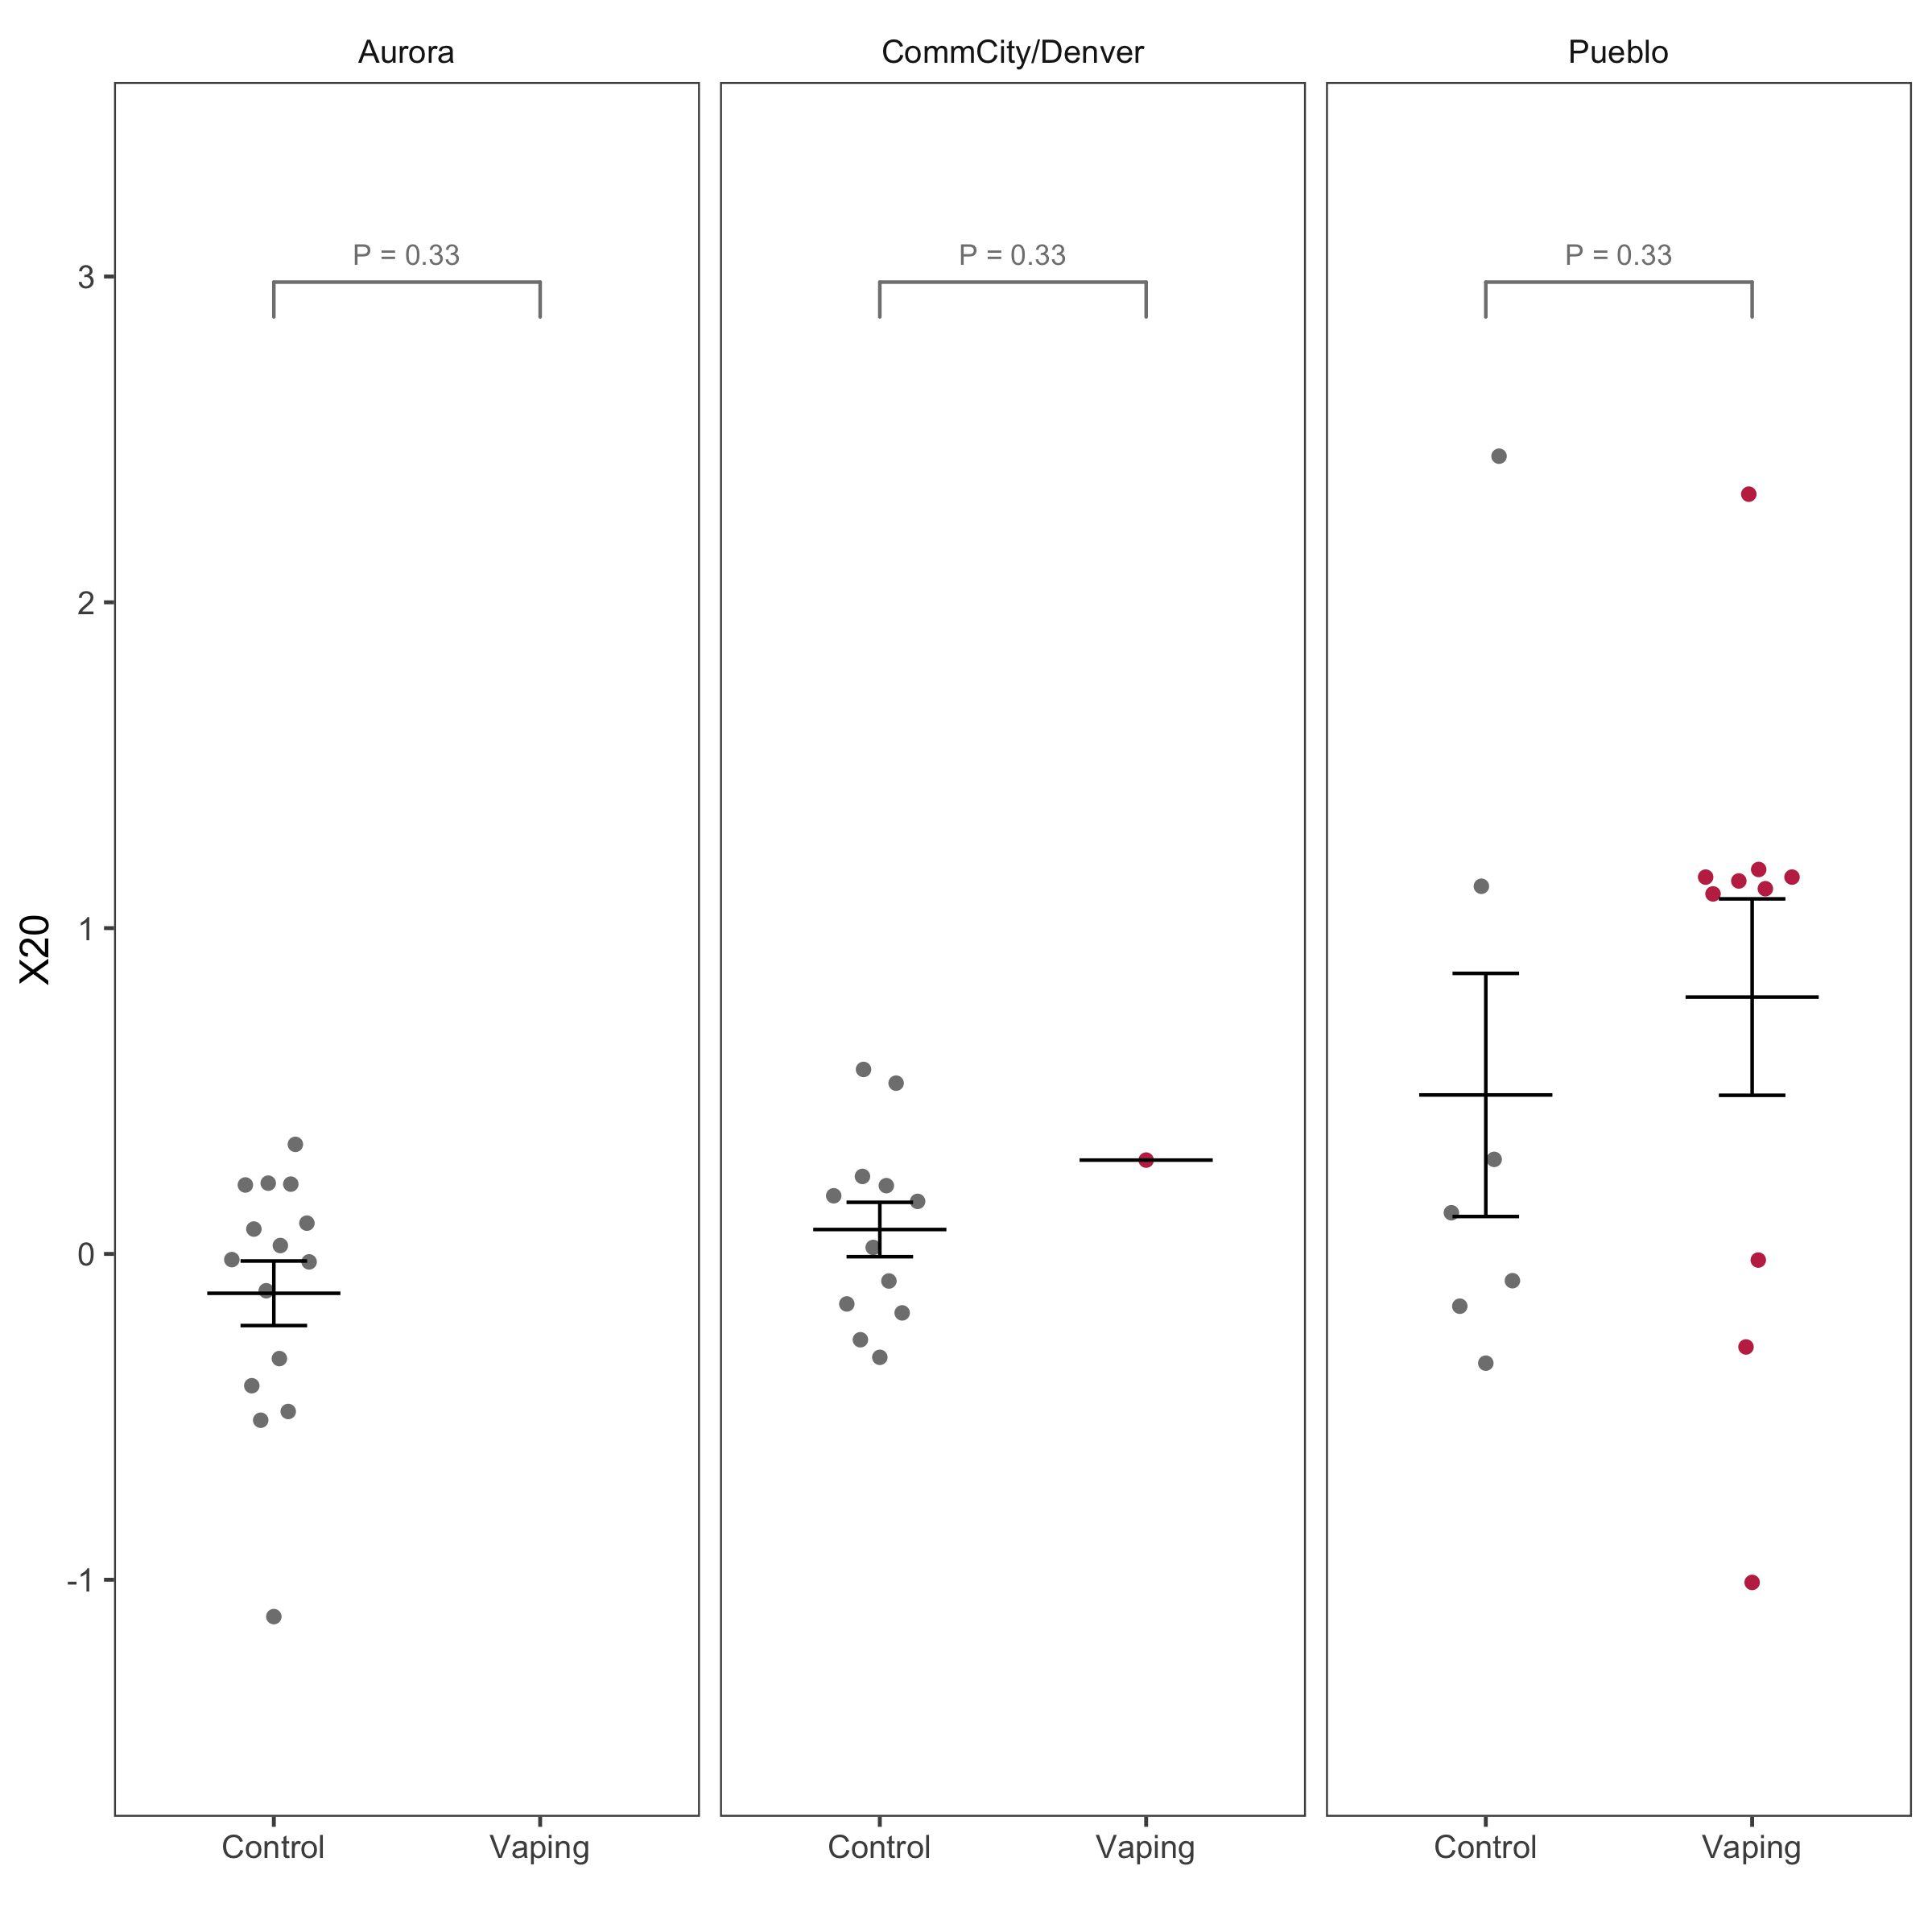 Aurora
CommCity/Denver
Pueblo
P = 0.33
P = 0.33
P = 0.33
3
2
1
0
-1
X20
Control
Vaping
Control
Vaping
Control
Vaping